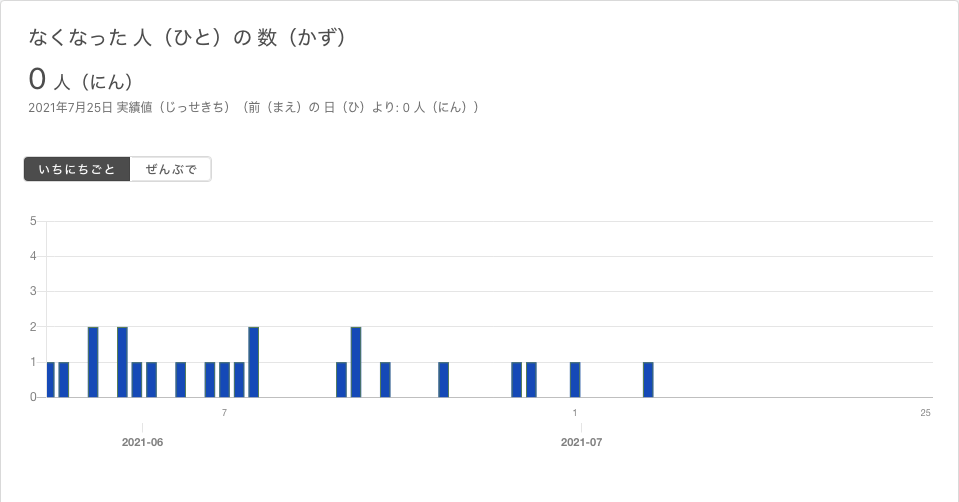 なくなった 人（ひと）の 数（かず）
0 人（にん）
2021年7月25日 実績値（じっせきち）（前（まえ）の 日（ひ）より: 0 人（にん））
いちにちごと ぜんぶで
5
4
3
2
1
0
7 1 25
2021-06 2021-07